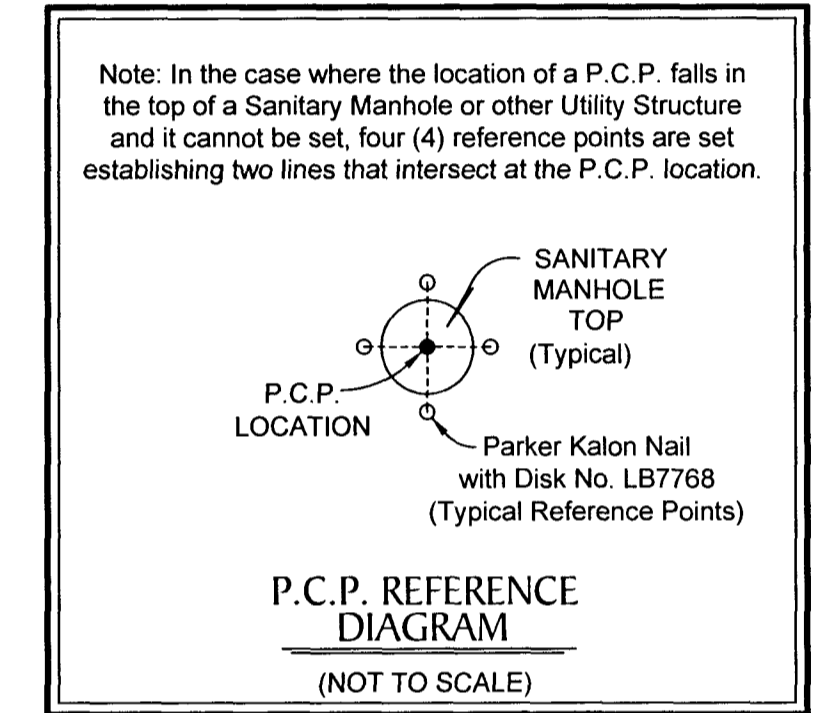 Note: In the case where the location of a P.C.P. falls in
the top of a Sanitary Manhole or other Utility Structure
and it cannot be set, four (4) reference points are set
establishing two lines that intersect at the P.C.P. location.
SANITARY
MANHOLE
TOP
(Typical)
P.C.P.
LOCATION
Parker Kalon Nail
with Disk No. LB7768
(Typical Reference Points)
P.C.P. REFERENCE
DIAGRAM
(NOT TO SCALE)